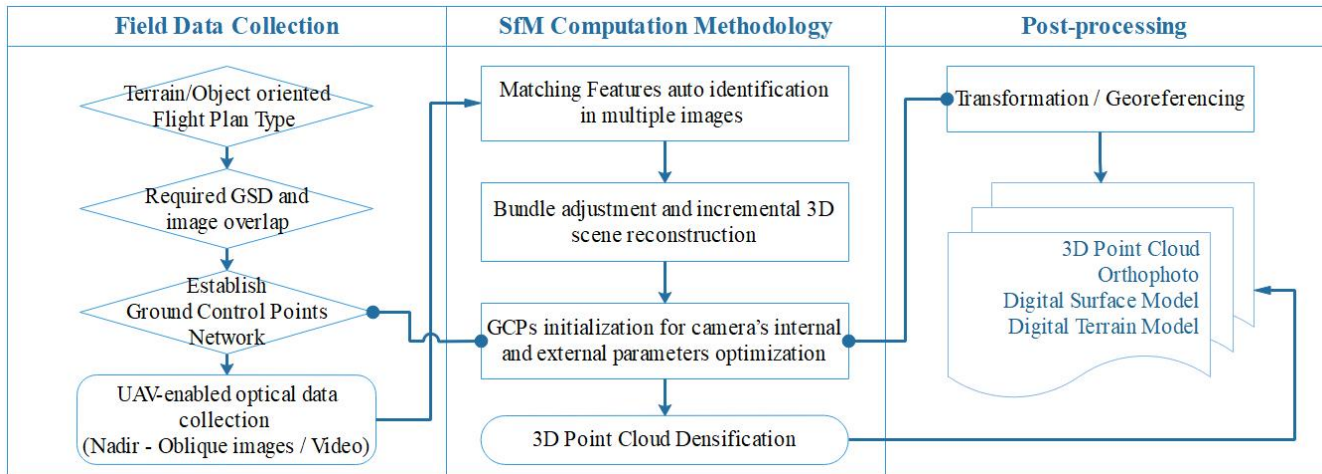 Field Data Collection
SfM Computation Methodology
Post-processing
Terrain/Object oriented
Flight Plan Type
Required GSD and
image overlap
Establish
Ground Control Points
Network
UAV-enabled optical data
collection
(Nadir - Oblique images / Video)
Matching Features auto identification
in multiple images
Bundle adjustment and incremental 3D
scene reconstruction
GCPs initialization for camera's internal
and external parameters optimization
3D Point Cloud Densification
Transformation / Georeferencing
3D Point Cloud
Orthophoto
Digital Surface Model
Digital Terrain Model